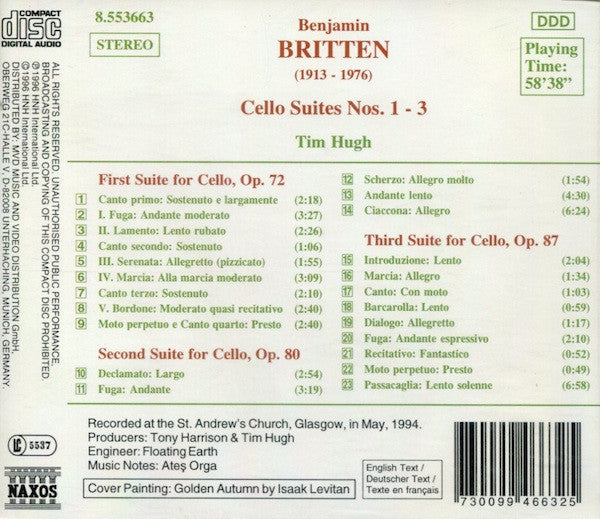 COMPACT
disc
DIGITAL AUDIO
8.553663
STEREO
Benjamin
BRITTEN
(1913 - 1976)
Cello Suites Nos. 1 - 3
Tim Hugh
DDD
Playing
Time:
58'38"
First Suite for Cello, Op. 72
1 Canto primo: Sostenuto e largamente (2:18)
2 I. Fuga: Andante moderato (3:27)
3 II. Lamento: Lento rubato (2:26)
4 Canto secondo: Sostenuto (1:06)
5 III. Serenata: Allegretto (pizzicato) (1:55)
6 IV. Marcia: Alla marcia moderato (3:09)
7 Canto terzo: Sostenuto (2:10)
8 V. Bordone: Moderato quasi recitativo (2:40)
9 Moto perpetuo e Canto quarto: Presto (2:40)
Second Suite for Cello, Op. 80
10 Declamato: Largo (2:54)
11 Fuga: Andante (3:19)
12 Scherzo: Allegro molto (1:54)
13 Andante lento (4:30)
14 Ciaccona: Allegro (6:24)
Third Suite for Cello, Op. 87
15 Introduzione: Lento (2:04)
16 Marcia: Allegro (1:34)
17 Canto: Con moto (1:03)
18 Barcarolla: Lento (0:59)
19 Dialogo: Allegretto (1:17)
20 Fuga: Andante espressivo (2:10)
21 Recitativo: Fantastico (0:52)
22 Moto perpetuo: Presto (0:49)
23 Passacaglia: Lento solenne (6:58)
Recorded at the St. Andrew's Church, Glasgow, in May, 1994.
Producers: Tony Harrison & Tim Hugh
Engineer: Floating Earth
Music Notes: Ateş Orga
Cover Painting: Golden Autumn by Isaak Levitan
English Text /
Deutscher Text /
Texte en français
7 30099 46632 5
ALL RIGHTS RESERVED. UNAUTHORISED PUBLIC PERFORMANCE,
BROADCASTING AND COPYING OF THIS COMPACT DISC PROHIBITED
℗ 1996 HNH International Ltd.
© 1996 HNH International Ltd.
DISTRIBUTED BY: MVD MUSIC AND VIDEO DISTRIBUTION GmbH,
OBERWEG 21C-HALLE V, D-82008 UNTERHACHING, MUNICH, GERMANY.
LC 5537
NAXOS